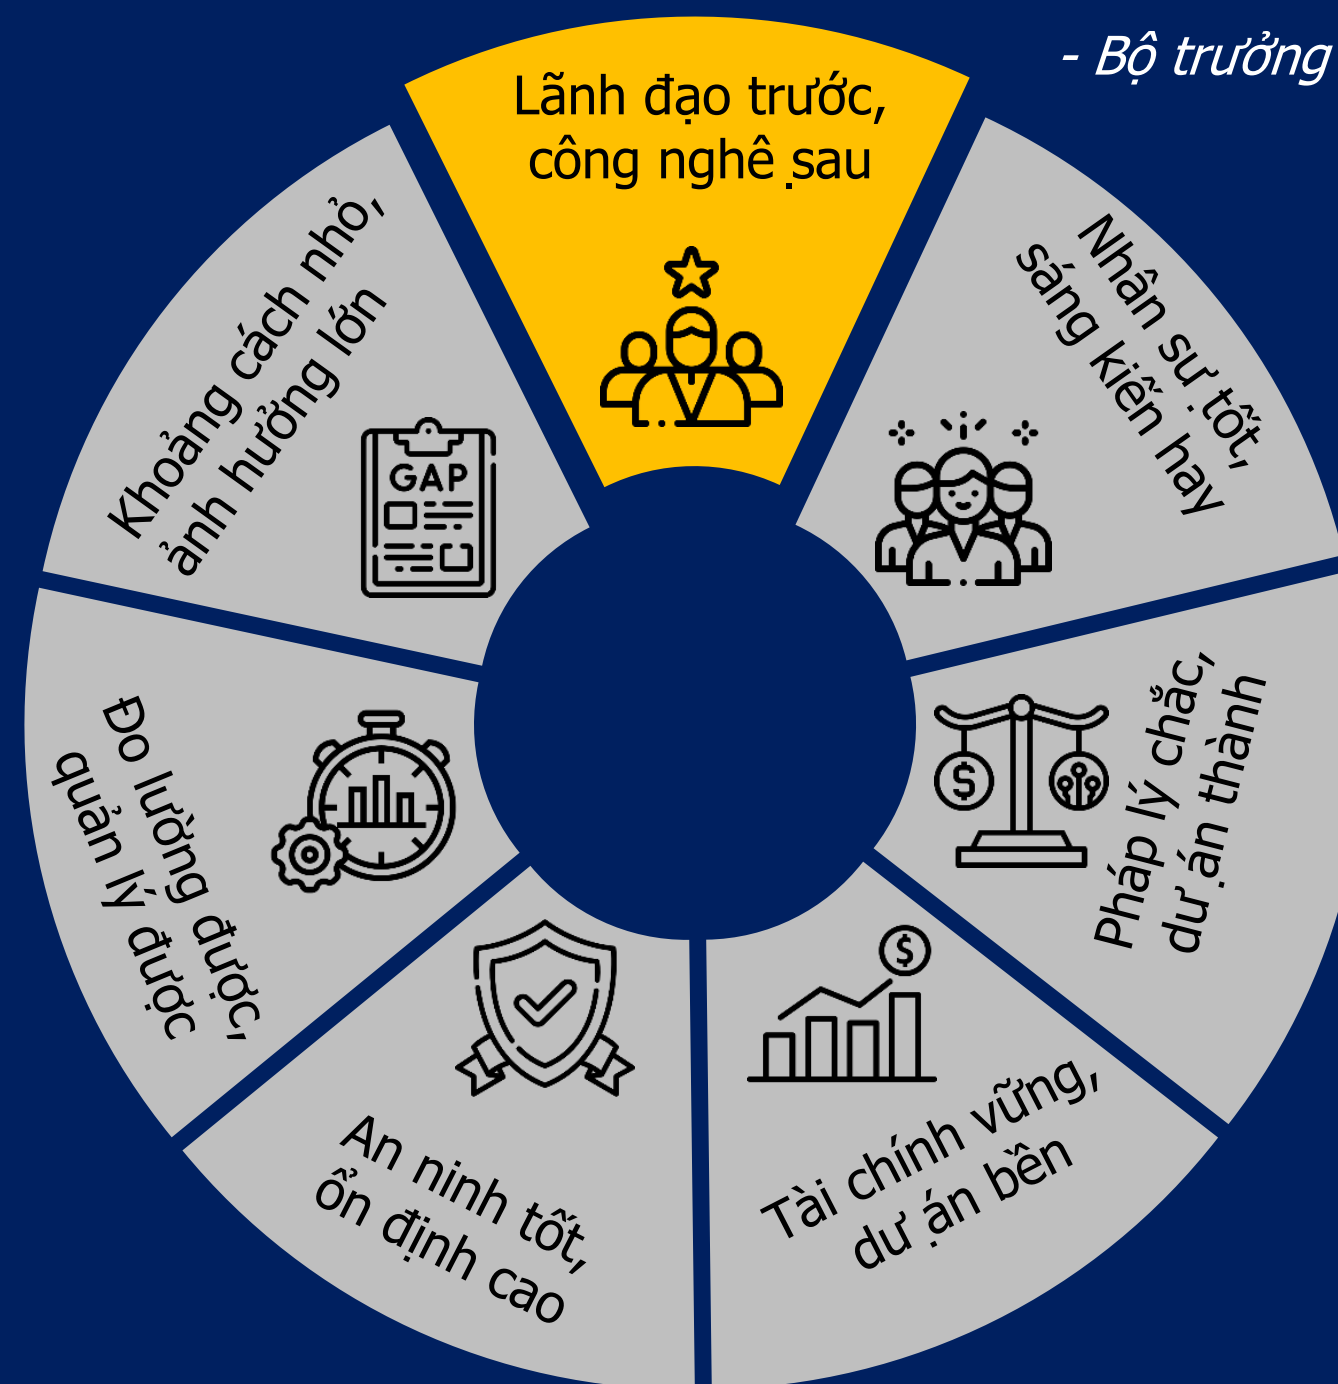 - Bộ trưởng
Lãnh đạo trước,
công nghệ sau
Nhân sự tốt,
sáng kiến hay
Pháp lý chắc,
dự án thành
Tài chính vững,
dự án bền
An ninh tốt,
ổn định cao
Đo lường được,
quản lý được
Khoảng cách nhỏ,
ảnh hưởng lớn
GAP
$
$